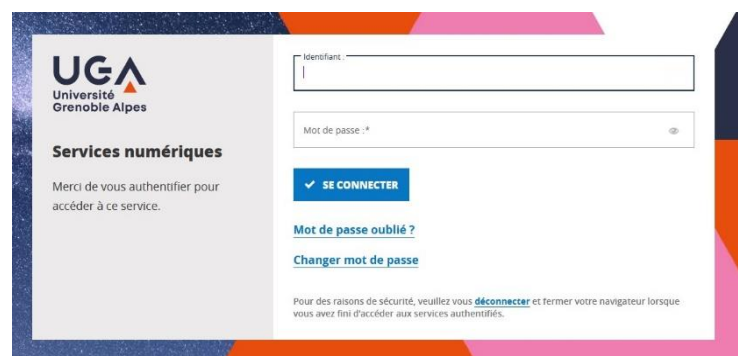 UGA
Université
Grenoble Alpes
Services numériques
Merci de vous authentifier pour
accéder à ce service.
Identifiant :
Mot de passe :*
SE CONNECTER
Mot de passe oublié ?
Changer mot de passe
Pour des raisons de sécurité, veuillez vous déconnecter et fermer votre navigateur lorsque
vous avez fini d'accéder aux services authentifiés.